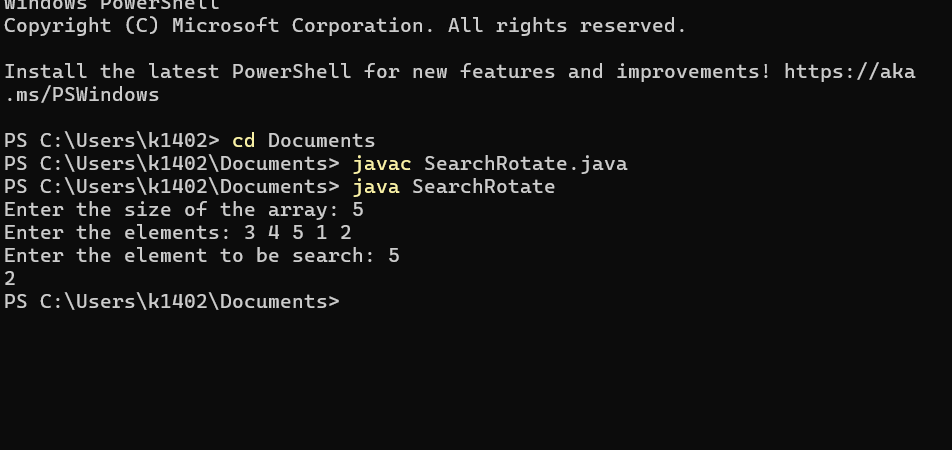 Windows PowerShell
Copyright (C) Microsoft Corporation. All rights reserved.
Install the latest PowerShell for new features and improvements! https://aka
.ms/PSWindows
PS C:\Users\k1402> cd Documents
PS C:\Users\k1402\Documents> javac SearchRotate.java
PS C:\Users\k1402\Documents> java SearchRotate
Enter the size of the array: 5
Enter the elements: 3 4 5 1 2
Enter the element to be search: 5
2
PS C:\Users\k1402\Documents>